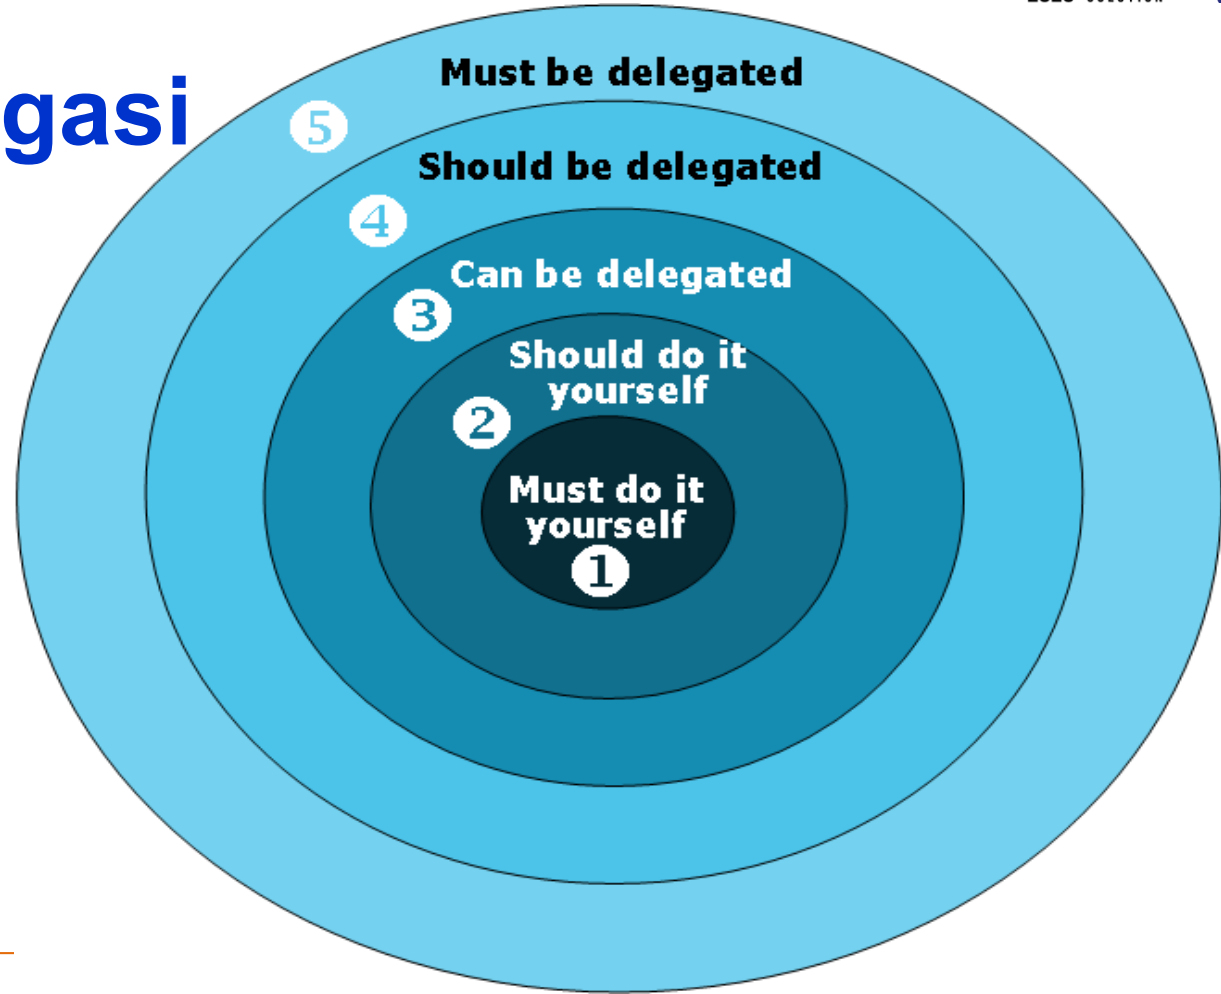 gasi
Must be delegated
5
Should be delegated
4
Can be delegated
3
Should do it
yourself
2
Must do it
yourself
1